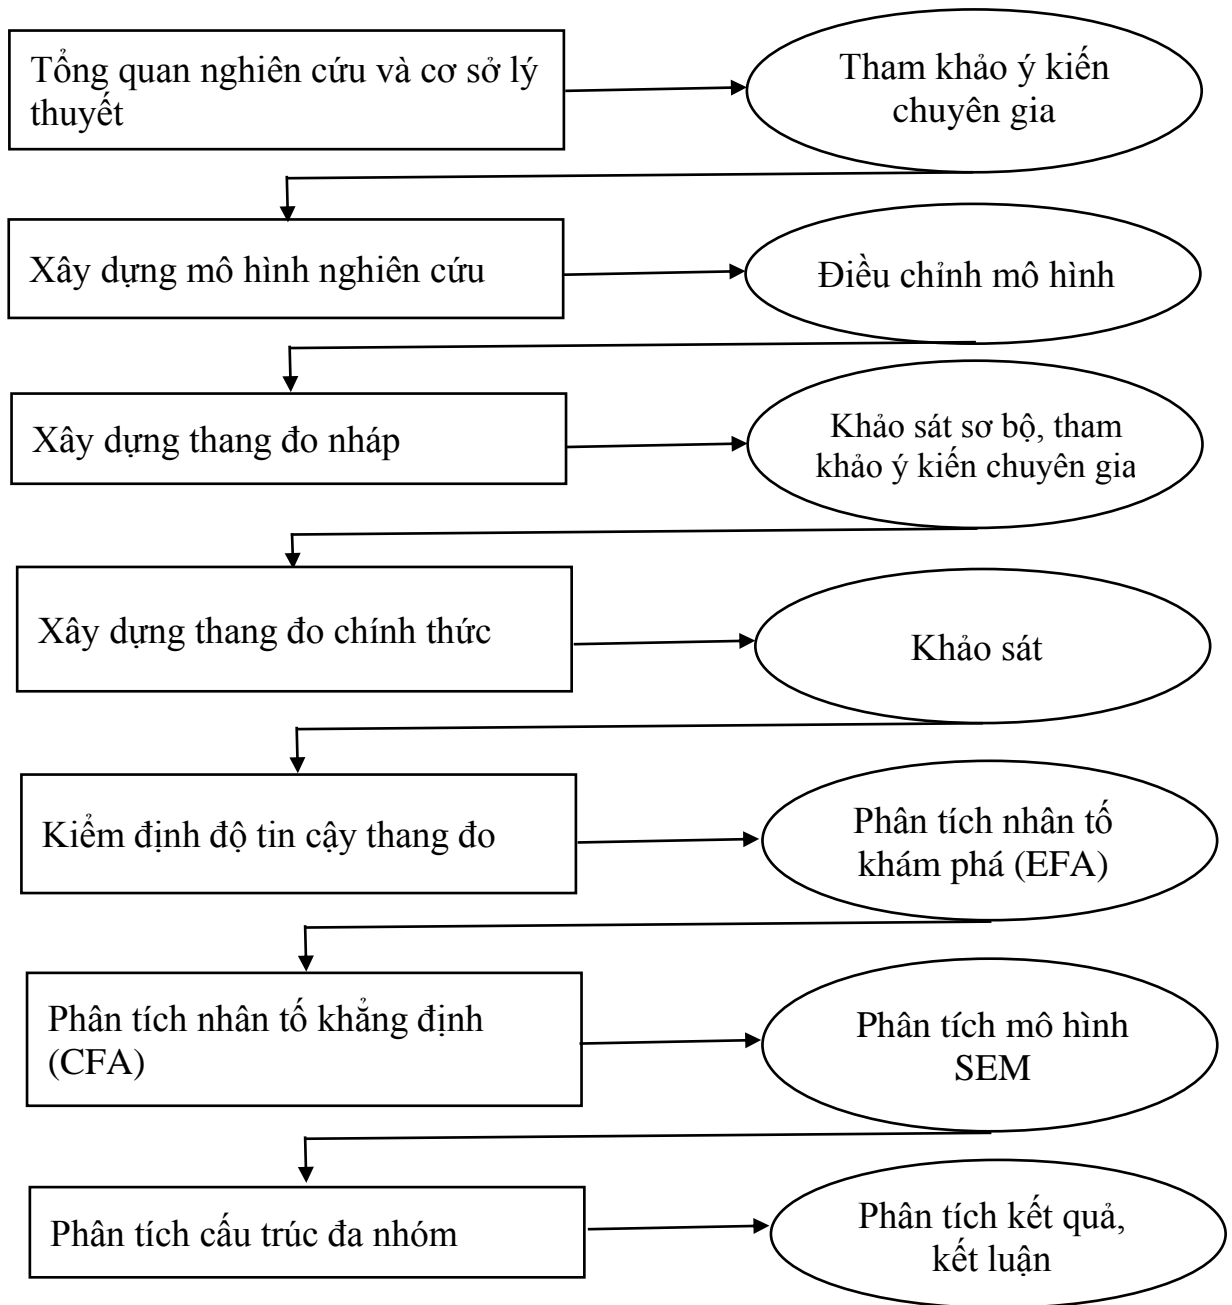 Tổng quan nghiên cứu và cơ sở lý
thuyết
Tham khảo ý kiến
chuyên gia
Xây dựng mô hình nghiên cứu
Điều chỉnh mô hình
Xây dựng thang đo nháp
Khảo sát sơ bộ, tham
khảo ý kiến chuyên gia
Xây dựng thang đo chính thức
Khảo sát
Kiểm định độ tin cậy thang đo
Phân tích nhân tố
khám phá (EFA)
Phân tích nhân tố khẳng định
(CFA)
Phân tích mô hình
SEM
Phân tích cấu trúc đa nhóm
Phân tích kết quả,
kết luận